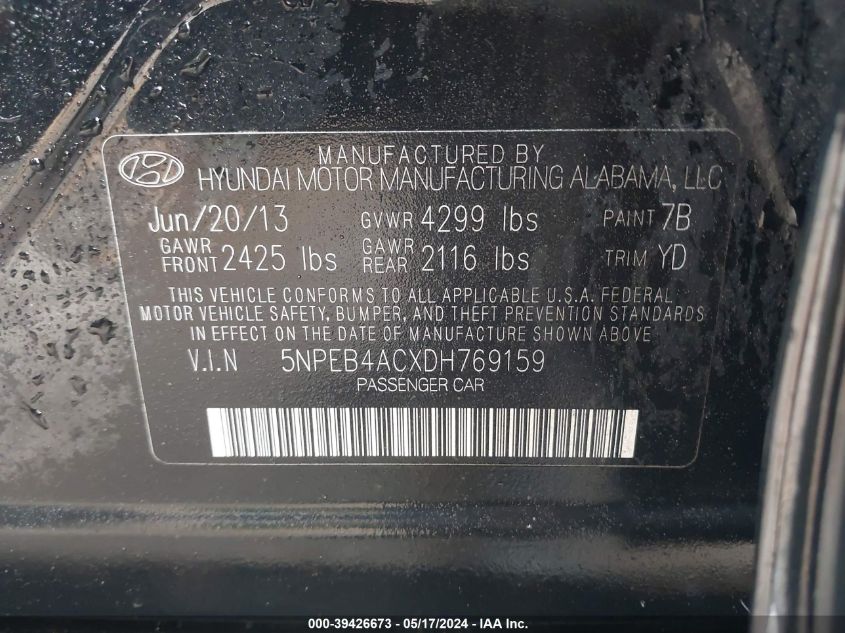 MANUFACTURED BY
HYUNDAI MOTOR MANUFACTURING ALABAMA, LLC
Jun/20/13 GVWR 4299 lbs PAINT 7B
GAWR FRONT 2425 lbs GAWR REAR 2116 lbs TRIM YD
THIS VEHICLE CONFORMS TO ALL APPLICABLE U.S.A. FEDERAL
MOTOR VEHICLE SAFETY, BUMPER, AND THEFT PREVENTION STANDARDS
IN EFFECT ON THE DATE OF MANUFACTURE SHOWN ABOVE
V.I.N 5NPEB4ACXDH769159
PASSENGER CAR
000-39426673 - 05/17/2024 - IAA Inc.